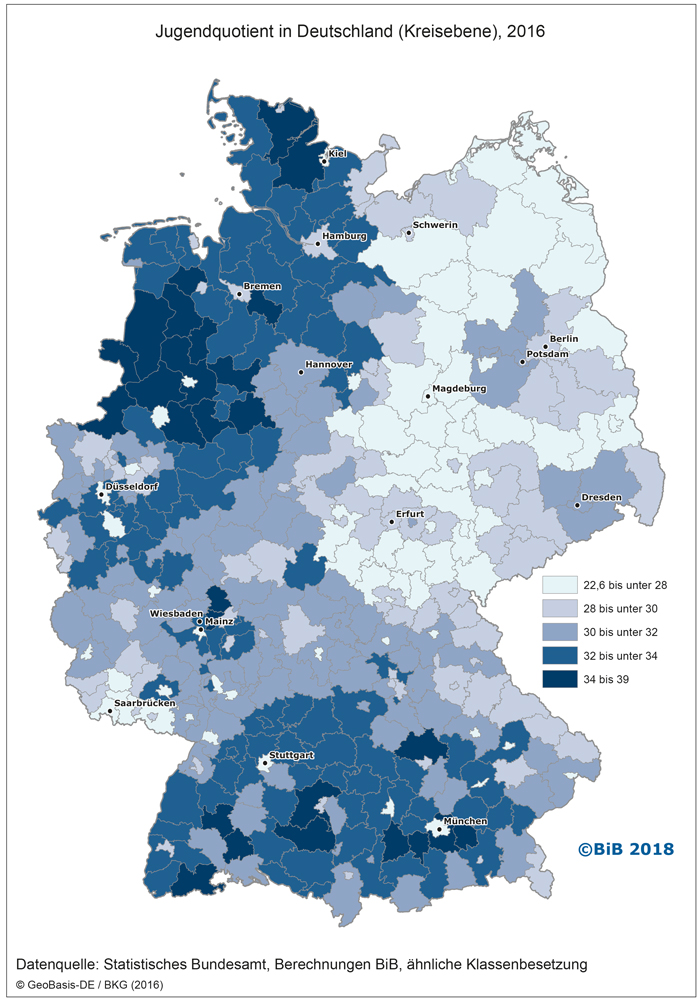 Jugendquotient in Deutschland (Kreisebene), 2016
Kiel
Schwerin
Hamburg
Bremen
Berlin
Potsdam
Hannover
Magdeburg
Düsseldorf
Dresden
Erfurt
22,6 bis unter 28
28 bis unter 30
30 bis unter 32
32 bis unter 34
34 bis 39
Wiesbaden
Mainz
Saarbrücken
Stuttgart
München
©BiB 2018
Datenquelle: Statistisches Bundesamt, Berechnungen BiB, ähnliche Klassenbesetzung
© GeoBasis-DE / BKG (2016)